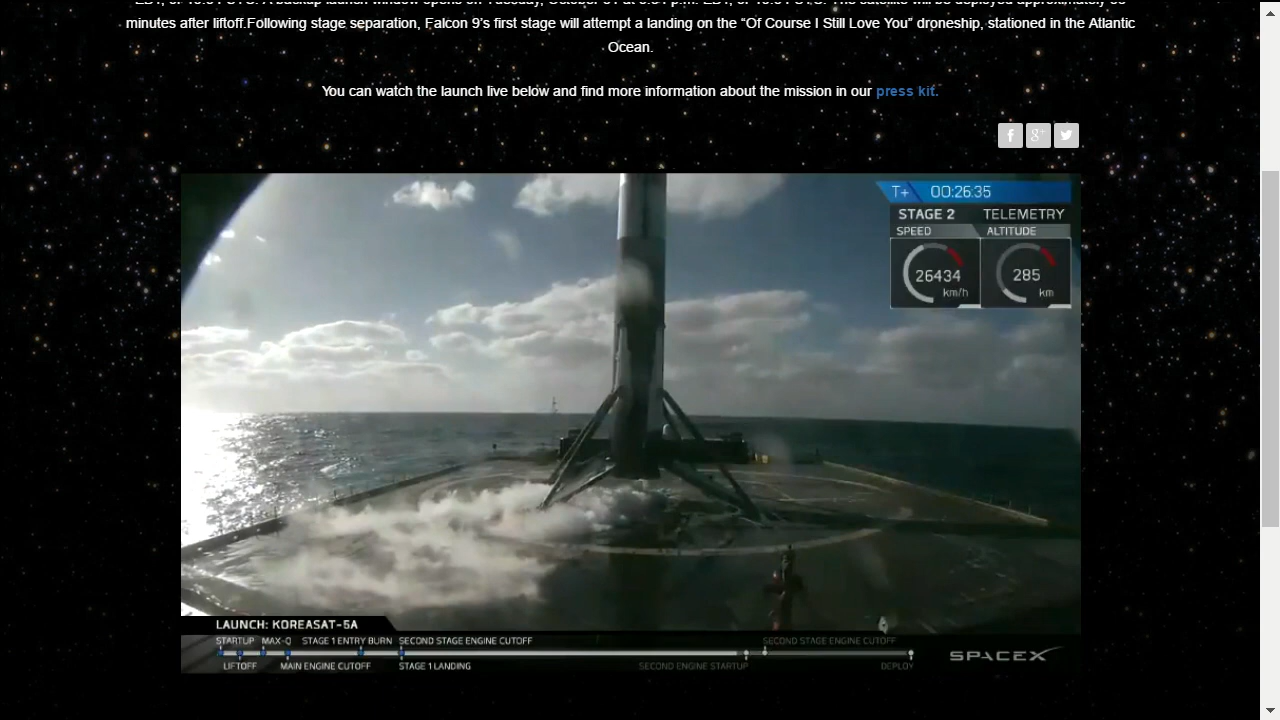 minutes after liftoff.Following stage separation, Falcon 9's first stage will attempt a landing on the "Of Course I Still Love You" droneship, stationed in the Atlantic
Ocean.
You can watch the launch live below and find more information about the mission in our press kit.
f g+
T+ 00:26:35
STAGE 2 TELEMETRY
SPEED ALTITUDE
26434 285
km/h km
LAUNCH: KOREASAT-5A
STARTUP MAX-Q STAGE 1 ENTRY BURN SECOND STAGE ENGINE CUTOFF SECOND STAGE ENGINE CUTOFF
LIFTOFF MAIN ENGINE CUTOFF STAGE 1 LANDING SECOND ENGINE STARTUP DEPLOY
SPACEX